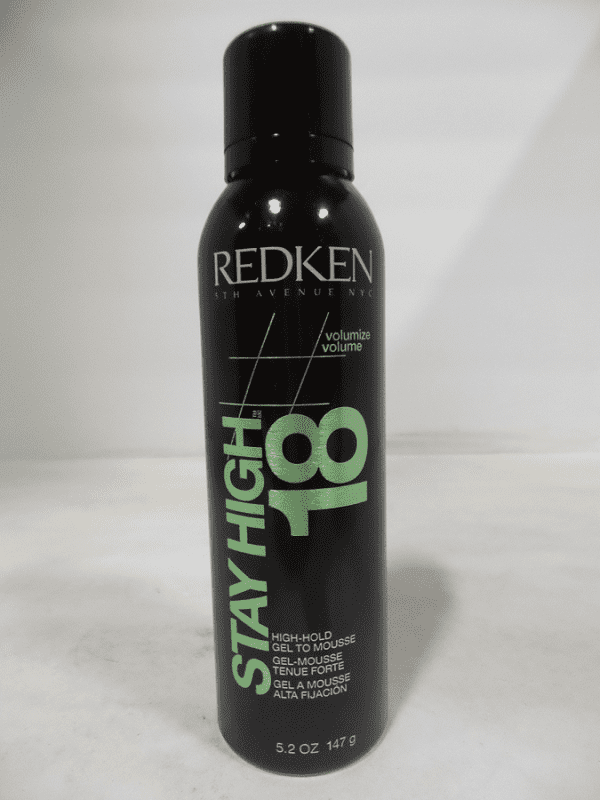 REDKEN
5TH AVENUE NYC
volumize
volume
STAY HIGH
18
HIGH-HOLD
GEL TO MOUSSE
GEL-MOUSSE
TENUE FORTE
GEL A MOUSSE
ALTA FIJACIÓN
5.2 OZ 147 g